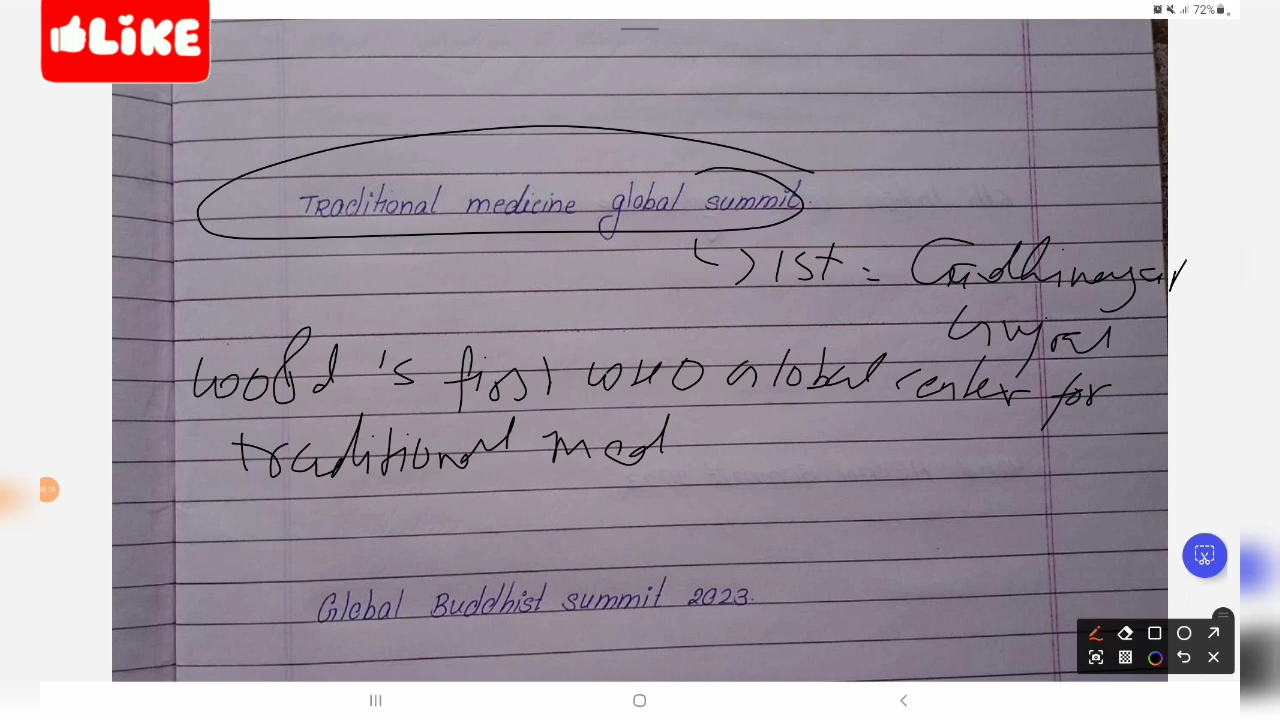 LIKE
72%
Traditional medicine global summit.
1st = Gandhinagar
Gujrat
world's first WHO Global center for
traditional med
Global Buddhist summit 2023.